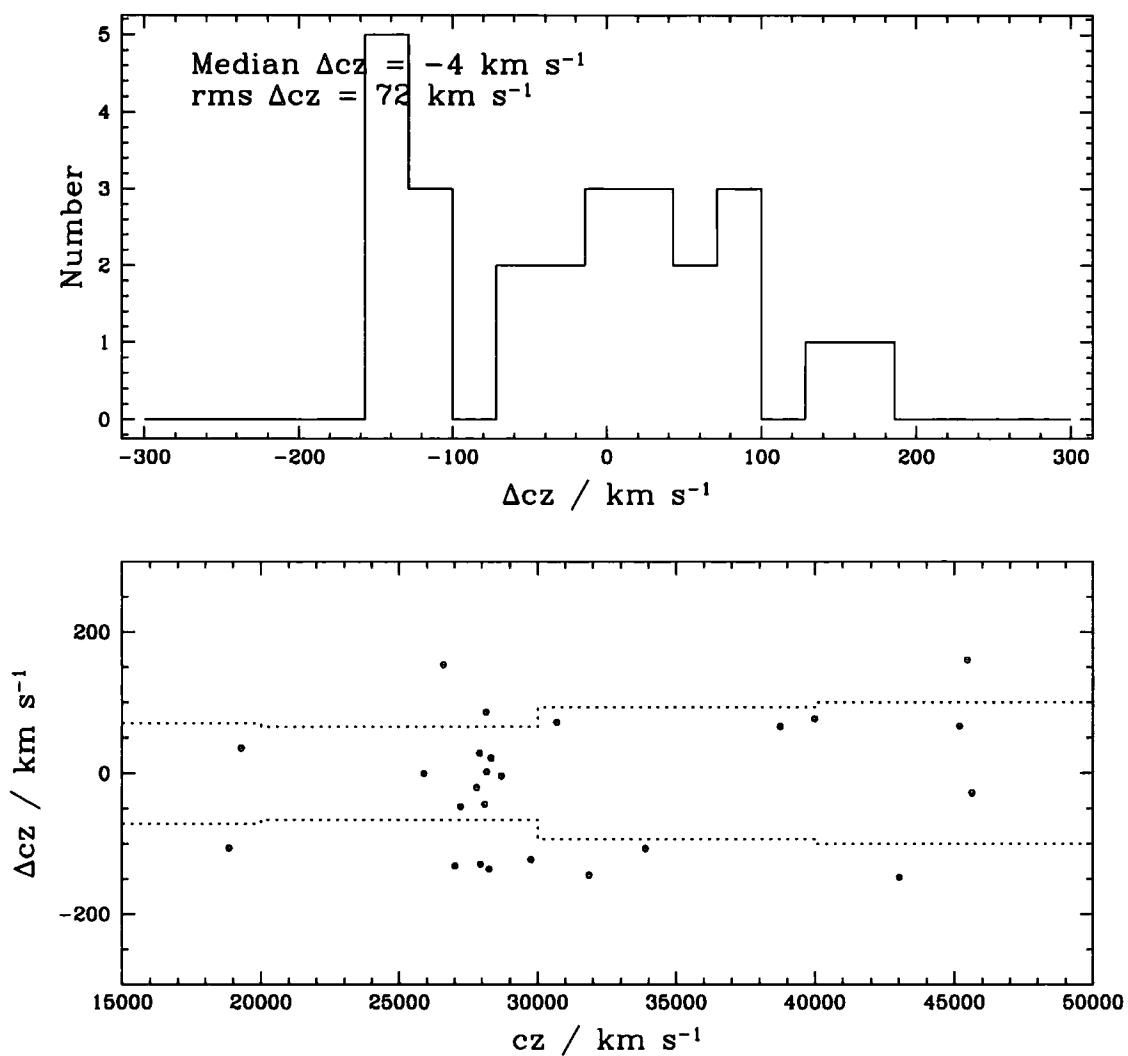 Median Δcz = −4 km s⁻¹
rms Δcz = 72 km s⁻¹
Number
5
4
3
2
1
0
−300 −200 −100 0 100 200 300
Δcz / km s⁻¹
Δcz / km s⁻¹
200
0
−200
15000 20000 25000 30000 35000 40000 45000 50000
cz / km s⁻¹